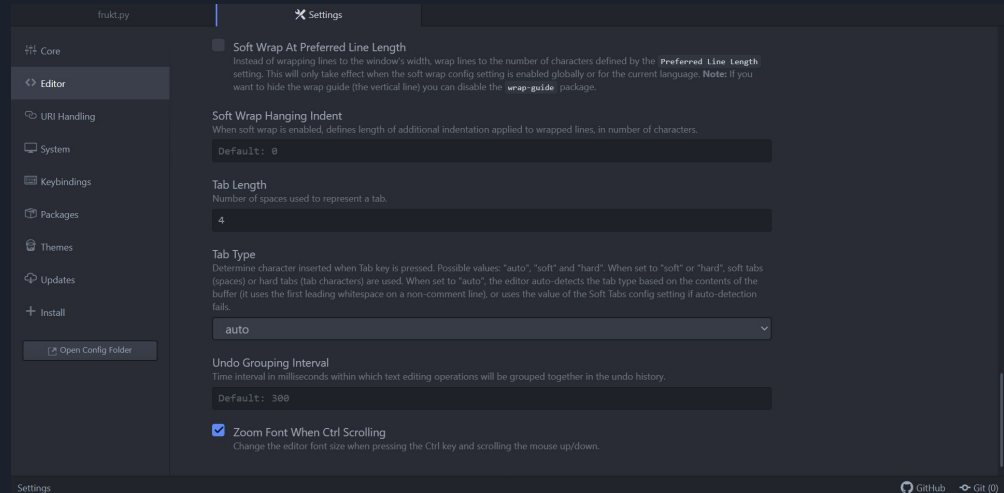 frukt.py
Settings
Core
Editor
URI Handling
System
Keybindings
Packages
Themes
Updates
Install
Open Config Folder
Soft Wrap At Preferred Line Length
Instead of wrapping lines to the window's width, wrap lines to the number of characters defined by the Preferred Line Length
setting. This will only take effect when the soft wrap config setting is enabled globally or for the current language. Note: If you
want to hide the wrap guide (the vertical line) you can disable the wrap-guide package.
Soft Wrap Hanging Indent
When soft wrap is enabled, defines length of additional indentation applied to wrapped lines, in number of characters.
Default: 0
Tab Length
Number of spaces used to represent a tab.
4
Tab Type
Determine character inserted when Tab key is pressed. Possible values: "auto", "soft" and "hard". When set to "soft" or "hard", soft tabs
(spaces) or hard tabs (tab characters) are used. When set to "auto", the editor auto-detects the tab type based on the contents of the
buffer (it uses the first leading whitespace on a non-comment line), or uses the value of the Soft Tabs config setting if auto-detection
fails.
auto
Undo Grouping Interval
Time interval in milliseconds within which text editing operations will be grouped together in the undo history.
Default: 300
Zoom Font When Ctrl Scrolling
Change the editor font size when pressing the Ctrl key and scrolling the mouse up/down.
Settings
GitHub
Git (0)